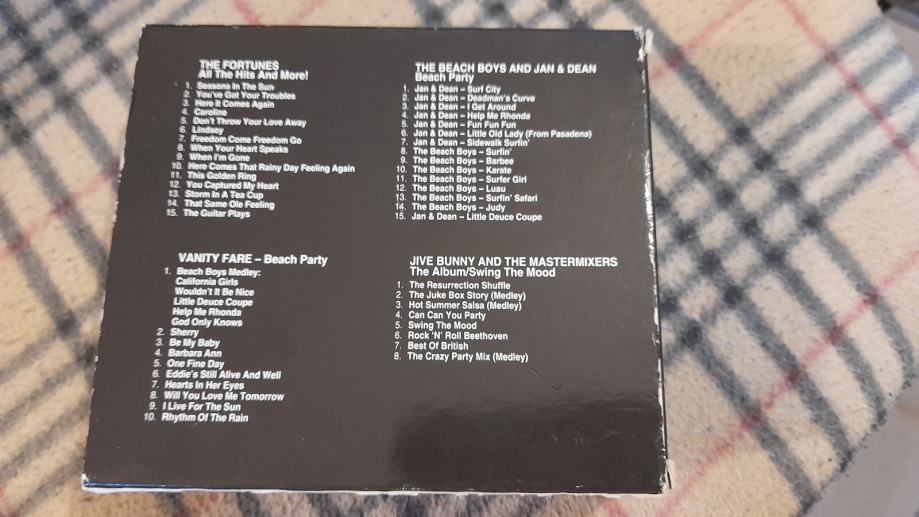 THE FORTUNES
All The Hits And More!
1. Seasons In The Sun
2. You've Got Your Troubles
3. Here It Comes Again
4. Caroline
5. Don't Throw Your Love Away
6. Lindsey
7. Freedom Come Freedom Go
8. When Your Heart Speaks
9. When I'm Gone
10. Here Comes That Rainy Day Feeling Again
11. This Golden Ring
12. You Captured My Heart
13. Storm In A Tea Cup
14. That Same Ole Feeling
15. The Guitar Plays
THE BEACH BOYS AND JAN & DEAN
Beach Party
1. Jan & Dean – Surf City
2. Jan & Dean – Deadman's Curve
3. Jan & Dean – I Get Around
4. Jan & Dean – Help Me Rhonda
5. Jan & Dean – Fun Fun Fun
6. Jan & Dean – Little Old Lady (From Pasadena)
7. Jan & Dean – Sidewalk Surfin'
8. The Beach Boys – Surfin'
9. The Beach Boys – Barbee
10. The Beach Boys – Karate
11. The Beach Boys – Surfer Girl
12. The Beach Boys – Luau
13. The Beach Boys – Surfin' Safari
14. The Beach Boys – Judy
15. Jan & Dean – Little Deuce Coupe
VANITY FARE – Beach Party
1. Beach Boys Medley:
California Girls
Wouldn't It Be Nice
Little Deuce Coupe
Help Me Rhonda
God Only Knows
2. Sherry
3. Be My Baby
4. Barbara Ann
5. One Fine Day
6. Eddie's Still Alive And Well
7. Hearts In Her Eyes
8. Will You Love Me Tomorrow
9. I Live For The Sun
10. Rhythm Of The Rain
JIVE BUNNY AND THE MASTERMIXERS
The Album/Swing The Mood
1. The Resurrection Shuffle
2. The Juke Box Story (Medley)
3. Hot Summer Salsa (Medley)
4. Can Can You Party
5. Swing The Mood
6. Rock 'N' Roll Beethoven
7. Best Of British
8. The Crazy Party Mix (Medley)